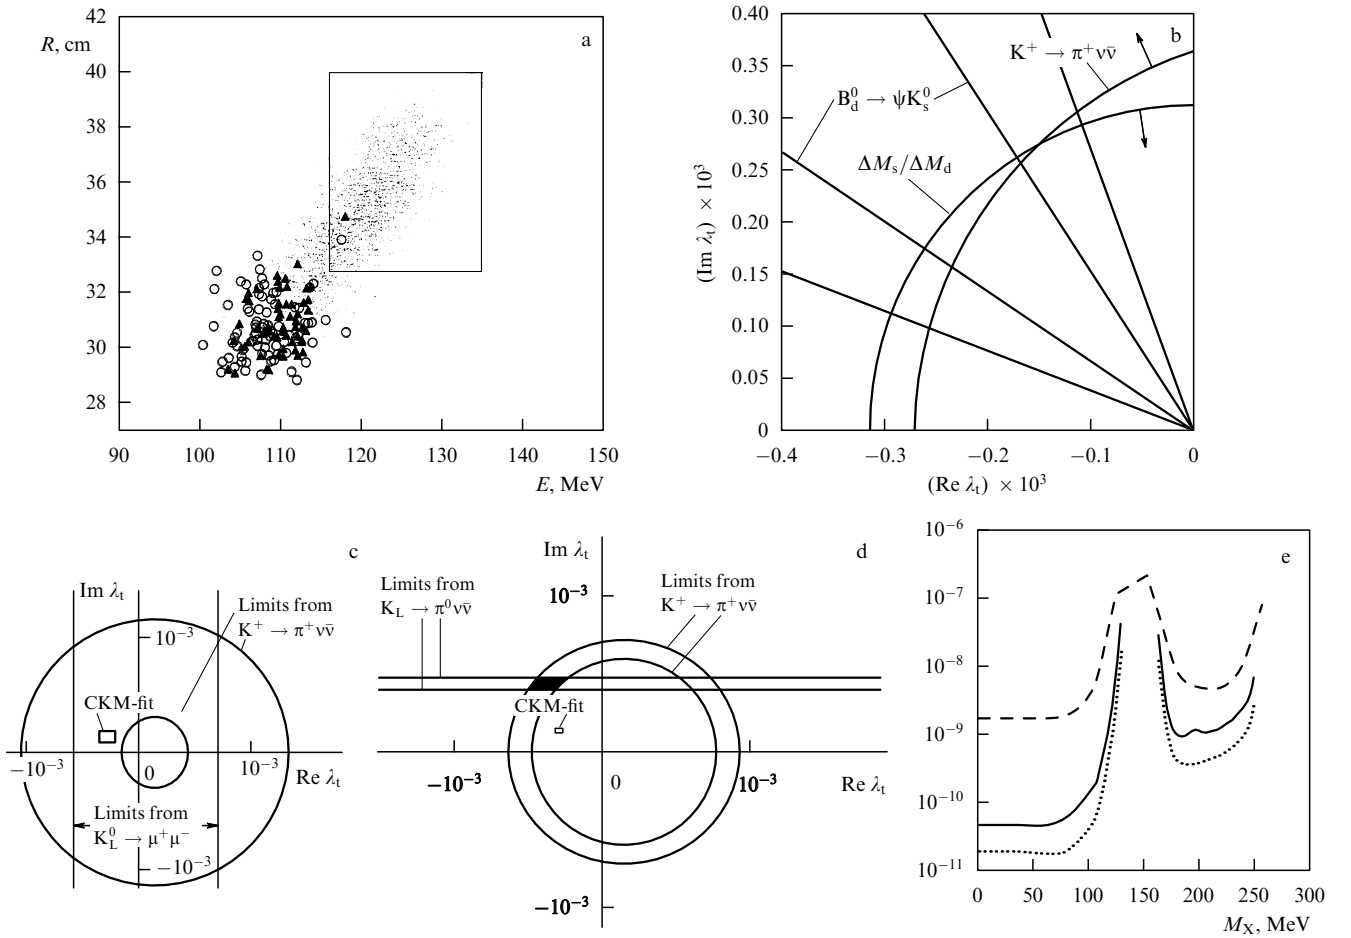 a
R, cm
42
40
38
36
34
32
30
28
90
100
110
120
130
140
150
E, MeV
b
K⁺ → π⁺νν̄
B⁰d → ψK⁰s
ΔMs/ΔMd
(Im λt) × 10³
0.40
0.35
0.30
0.25
0.20
0.15
0.10
0.05
0
−0.4
−0.3
−0.2
−0.1
0
(Re λt) × 10³
c
Im λt
Limits from
K⁺ → π⁺νν̄
10⁻³
CKM-fit
−10⁻³
0
10⁻³
Re λt
Limits from
K⁰L → μ⁺μ⁻
−10⁻³
d
Im λt
Limits from
KL → π⁰νν̄
10⁻³
Limits from
K⁺ → π⁺νν̄
CKM-fit
−10⁻³
0
10⁻³
Re λt
−10⁻³
e
10⁻⁶
10⁻⁷
10⁻⁸
10⁻⁹
10⁻¹⁰
10⁻¹¹
0
50
100
150
200
250
300
MX, MeV